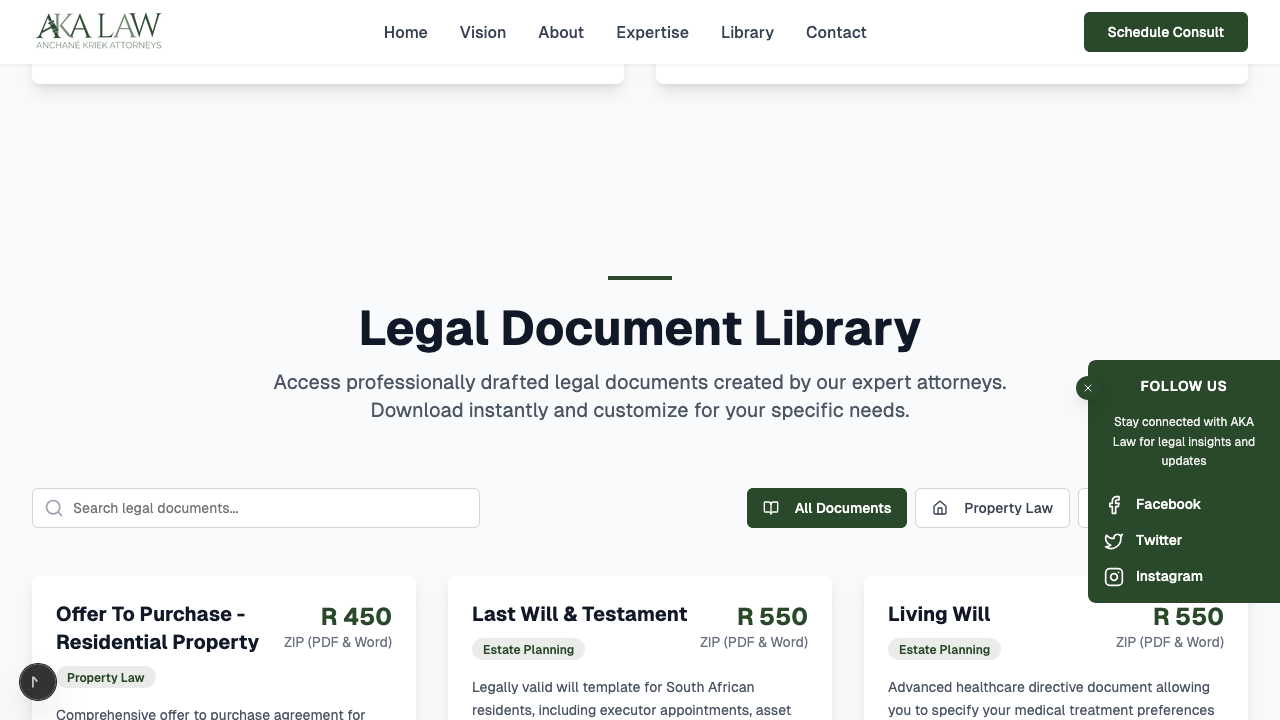 AKA LAW
ANCHANÉ KRIEK ATTORNEYS
Home
Vision
About
Expertise
Library
Contact
Schedule Consult
Legal Document Library
Access professionally drafted legal documents created by our expert attorneys.
Download instantly and customize for your specific needs.
Search legal documents...
All Documents
Property Law
FOLLOW US
Stay connected with AKA
Law for legal insights and
updates
Facebook
Twitter
Instagram
Offer To Purchase -
Residential Property
R 450
ZIP (PDF & Word)
Property Law
Comprehensive offer to purchase agreement for
Last Will & Testament
R 550
ZIP (PDF & Word)
Estate Planning
Legally valid will template for South African
residents, including executor appointments, asset
Living Will
R 550
ZIP (PDF & Word)
Estate Planning
Advanced healthcare directive document allowing
you to specify your medical treatment preferences